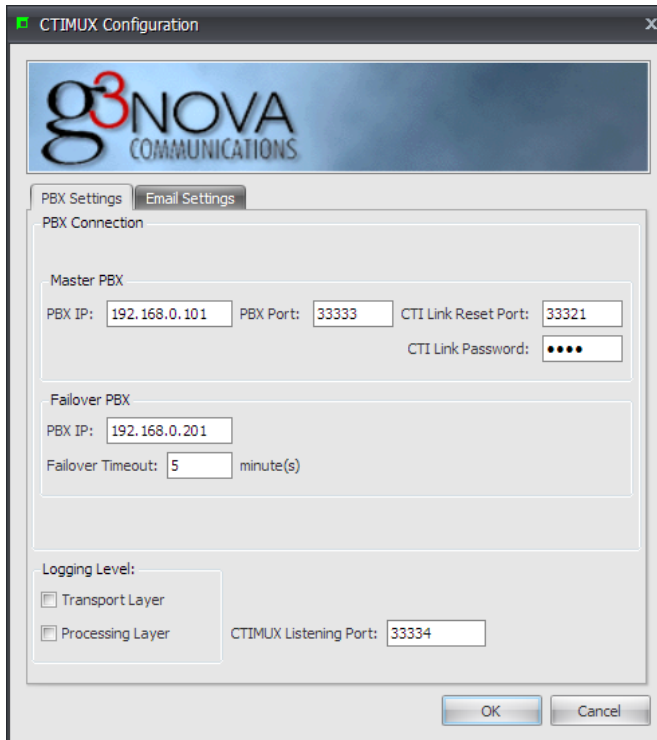 CTIMUX Configuration x
g3NOVA
COMMUNICATIONS
PBX Settings Email Settings
PBX Connection
Master PBX
PBX IP: 192.168.0.101 PBX Port: 33333 CTI Link Reset Port: 33321
CTI Link Password: ●●●●
Failover PBX
PBX IP: 192.168.0.201
Failover Timeout: 5 minute(s)
Logging Level:
Transport Layer
Processing Layer CTIMUX Listening Port: 33334
OK Cancel